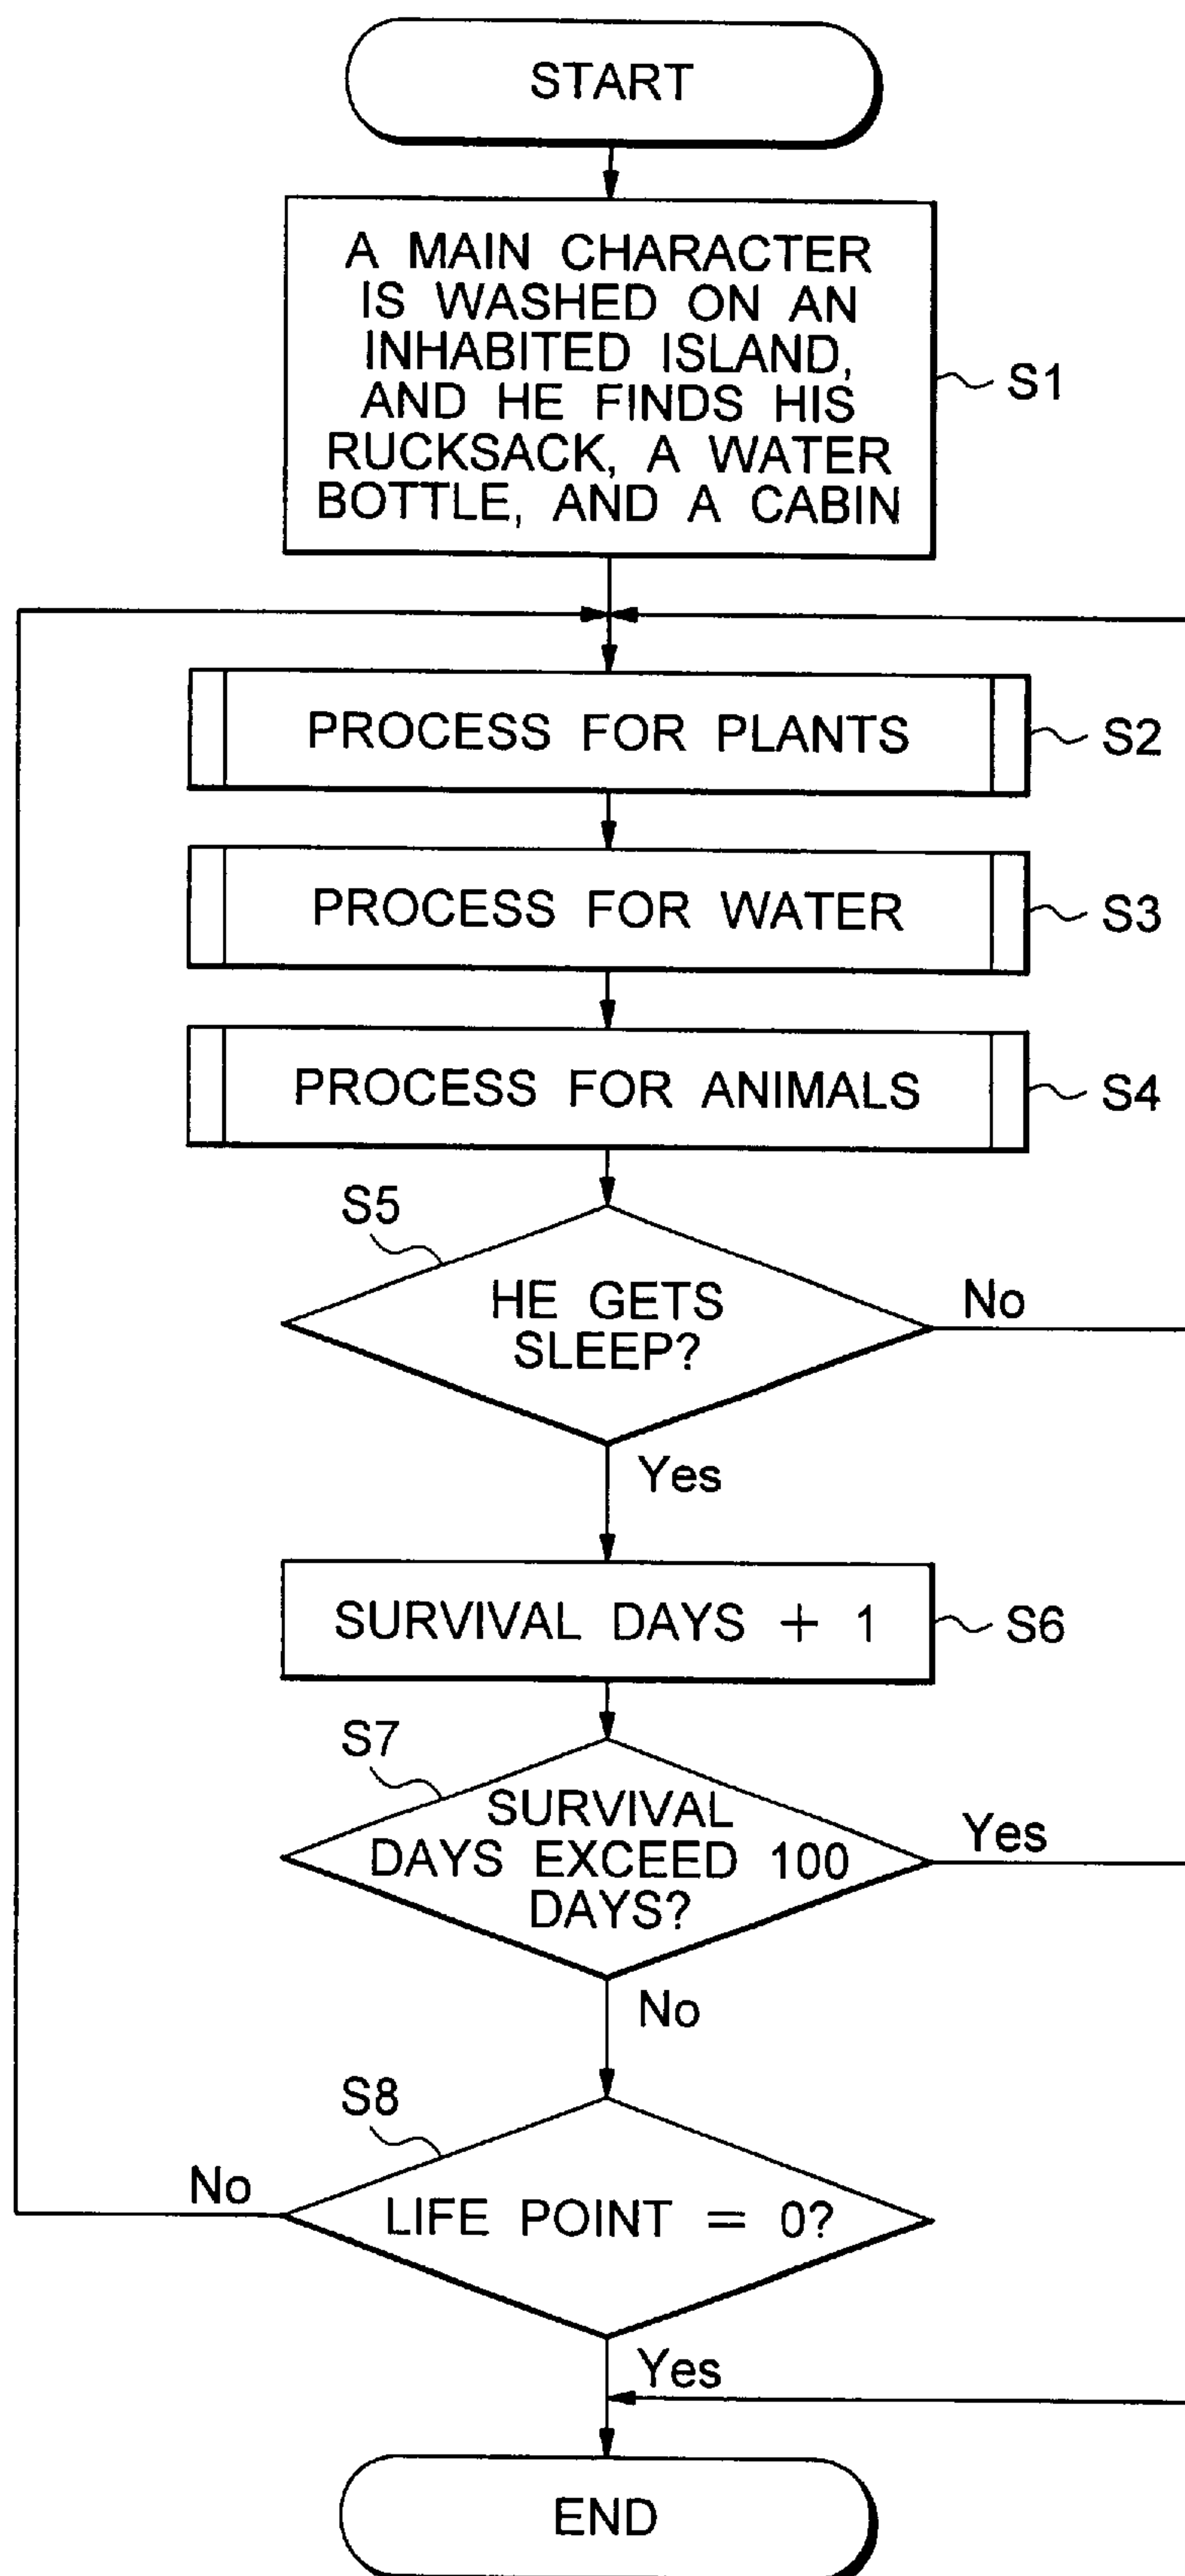 START
A MAIN CHARACTER
IS WASHED ON AN
INHABITED ISLAND,
AND HE FINDS HIS
RUCKSACK, A WATER
BOTTLE, AND A CABIN
S1
PROCESS FOR PLANTS
S2
PROCESS FOR WATER
S3
PROCESS FOR ANIMALS
S4
S5
HE GETS
SLEEP?
No
Yes
SURVIVAL DAYS + 1
S6
S7
SURVIVAL
DAYS EXCEED 100
DAYS?
Yes
No
S8
No
LIFE POINT = 0?
Yes
END